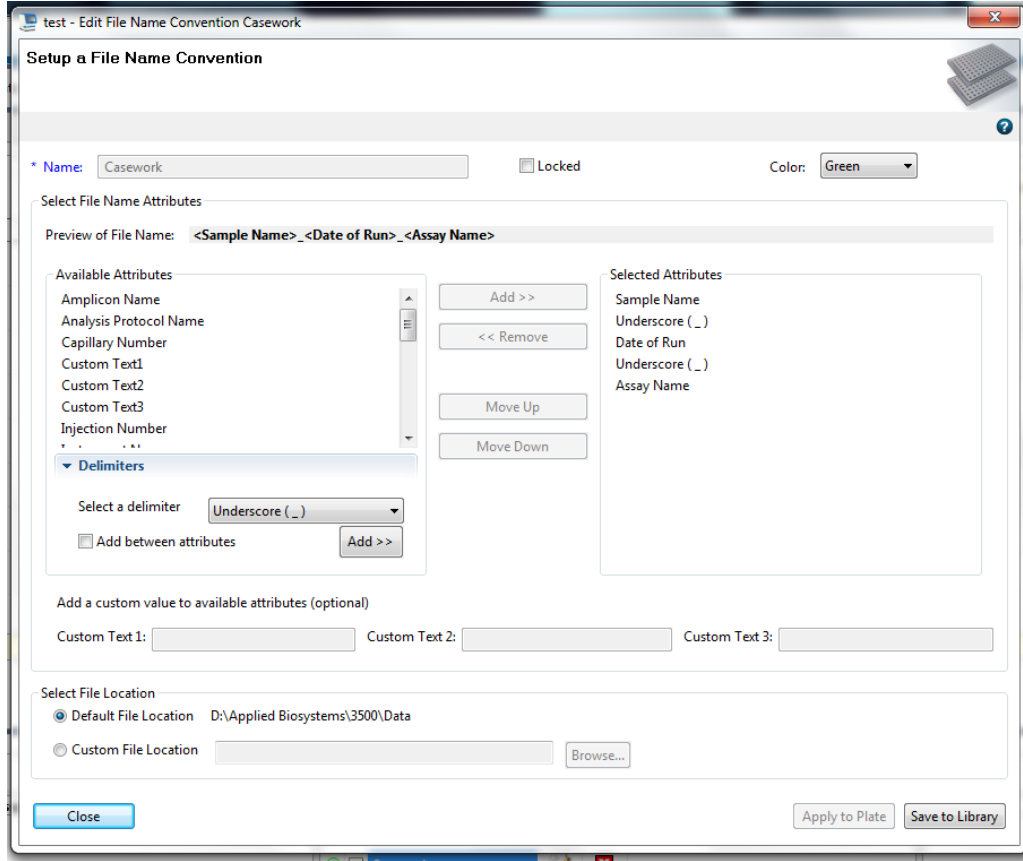 test - Edit File Name Convention Casework
Setup a File Name Convention
* Name: Casework Locked Color: Green
Select File Name Attributes
Preview of File Name: <Sample Name>_<Date of Run>_<Assay Name>
Available Attributes
Amplicon Name
Analysis Protocol Name
Capillary Number
Custom Text1
Custom Text2
Custom Text3
Injection Number
Delimiters
Select a delimiter Underscore ( _ )
Add between attributes Add >>
Add >>
<< Remove
Move Up
Move Down
Selected Attributes
Sample Name
Underscore ( _ )
Date of Run
Underscore ( _ )
Assay Name
Add a custom value to available attributes (optional)
Custom Text 1: Custom Text 2: Custom Text 3:
Select File Location
Default File Location D:\Applied Biosystems\3500\Data
Custom File Location Browse...
Close Apply to Plate Save to Library